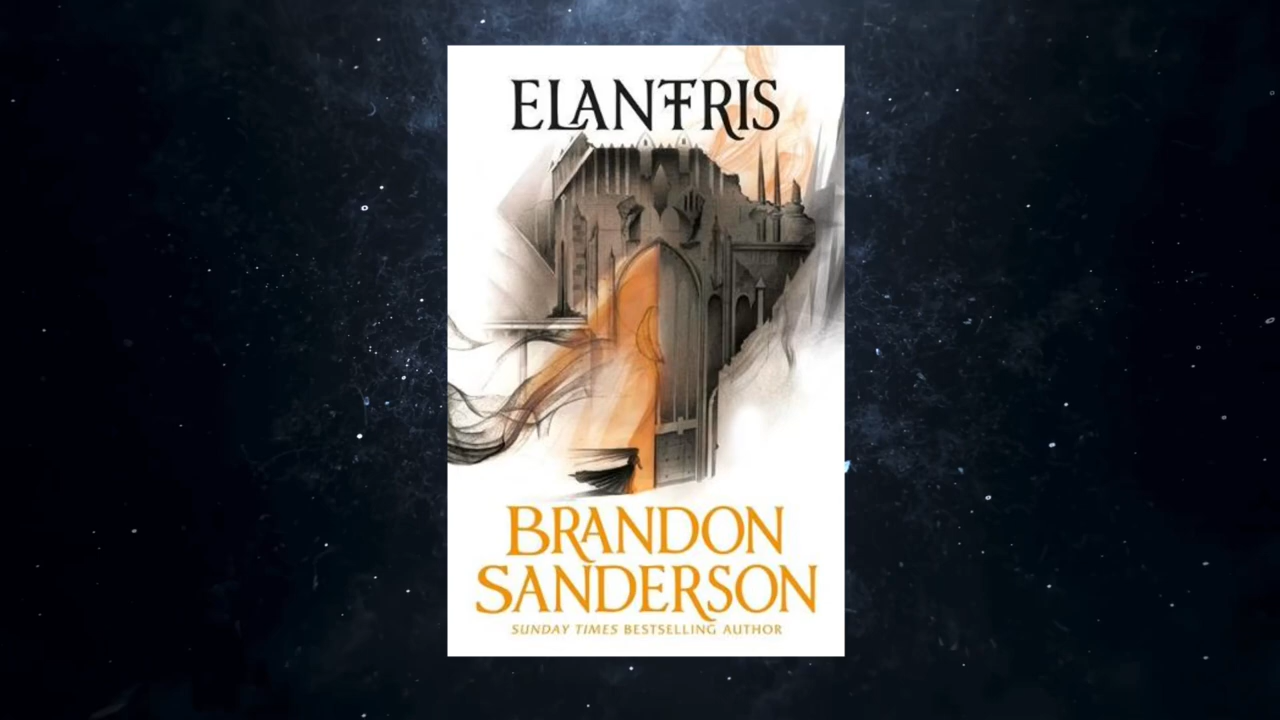 ELANTRIS
BRANDON
SANDERSON
SUNDAY TIMES BESTSELLING AUTHOR